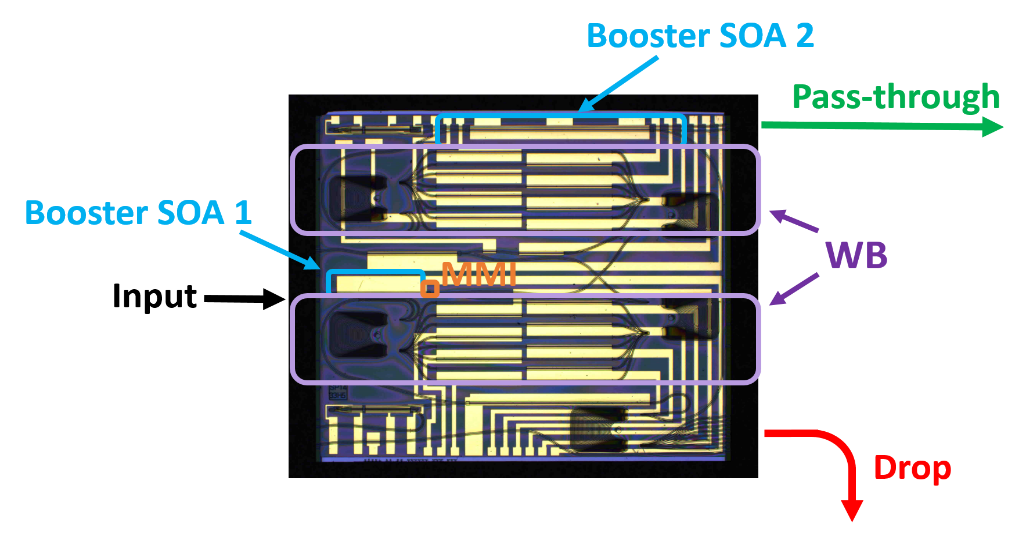 Booster SOA 2
Pass-through
Booster SOA 1
MMI
WB
Input
Drop